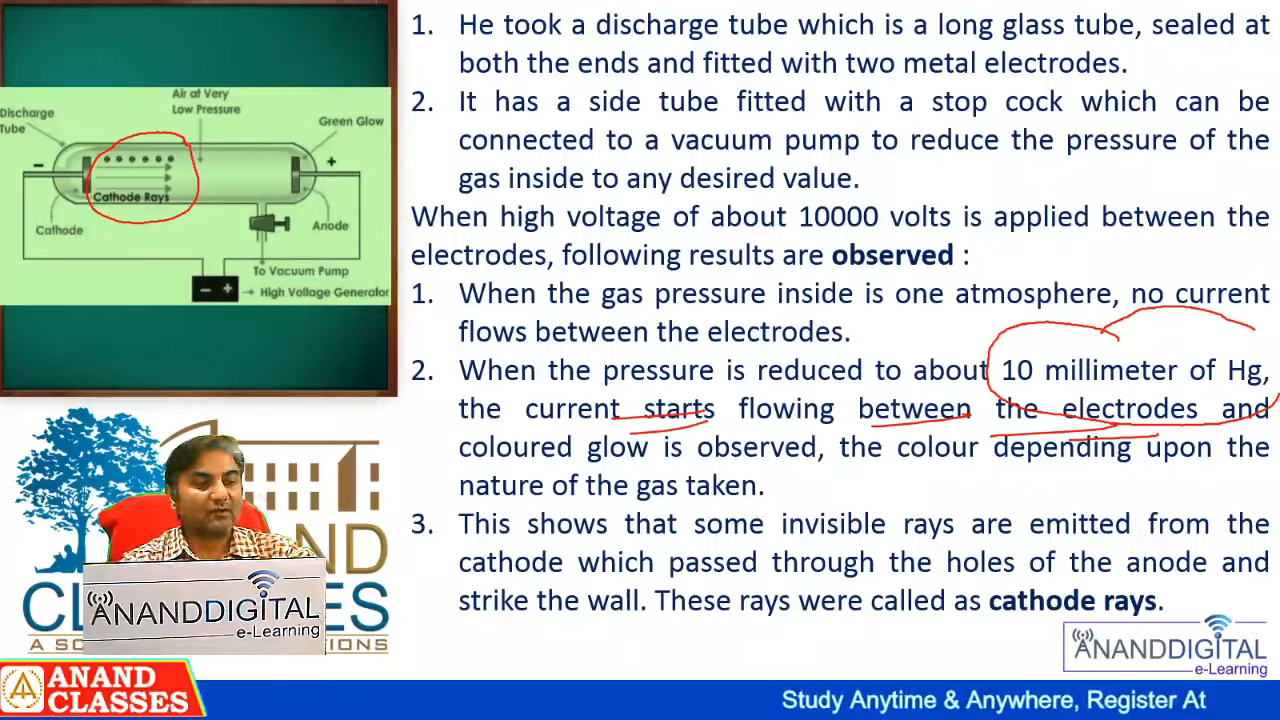 1. He took a discharge tube which is a long glass tube, sealed at
both the ends and fitted with two metal electrodes.
2. It has a side tube fitted with a stop cock which can be
connected to a vacuum pump to reduce the pressure of the
gas inside to any desired value.
When high voltage of about 10000 volts is applied between the
electrodes, following results are observed :
1. When the gas pressure inside is one atmosphere, no current
flows between the electrodes.
2. When the pressure is reduced to about 10 millimeter of Hg,
the current starts flowing between the electrodes and
coloured glow is observed, the colour depending upon the
nature of the gas taken.
3. This shows that some invisible rays are emitted from the
cathode which passed through the holes of the anode and
strike the wall. These rays were called as cathode rays.
Discharge
Tube
Air at Very
Low Pressure
Green Glow
−
+
Cathode Rays
Cathode
Anode
To Vacuum Pump
− +
High Voltage Generator
ANANDDIGITAL
e-Learning
ANANDDIGITAL
e-Learning
ANAND
CLASSES
Study Anytime & Anywhere, Register At